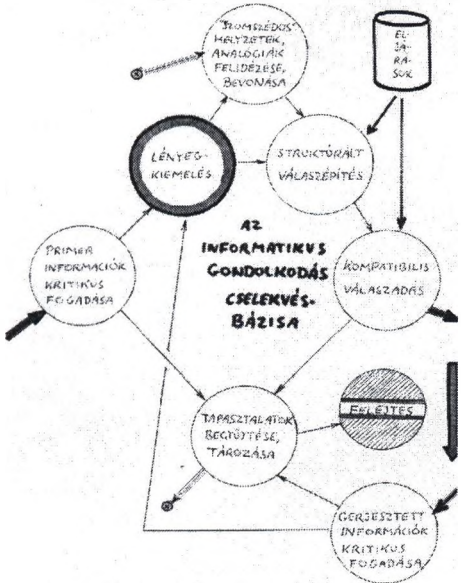 "SZOMSZÉDOS"
HELYZETEK,
ANALÓGIÁK
FELIDÉZÉSE,
BEVONÁSA
EL-
JÁ-
RÁ-
SOK
LÉNYEG-
KIEMELÉS
STRUKTÚRÁLT
VÁLASZÉPÍTÉS
AZ
INFORMATIKUS
GONDOLKODÁS
CSELEKVÉS-
BÁZISA
PRIMER
INFORMÁCIÓK
KRITIKUS
FOGADÁSA
KOMPATIBILIS
VÁLASZADÁS
TAPASZTALATOK
BEGYŰJTÉSE,
TÁROZÁSA
FELEJTÉS
GERJESZTETT
INFORMÁCIÓK
KRITIKUS
FOGADÁSA